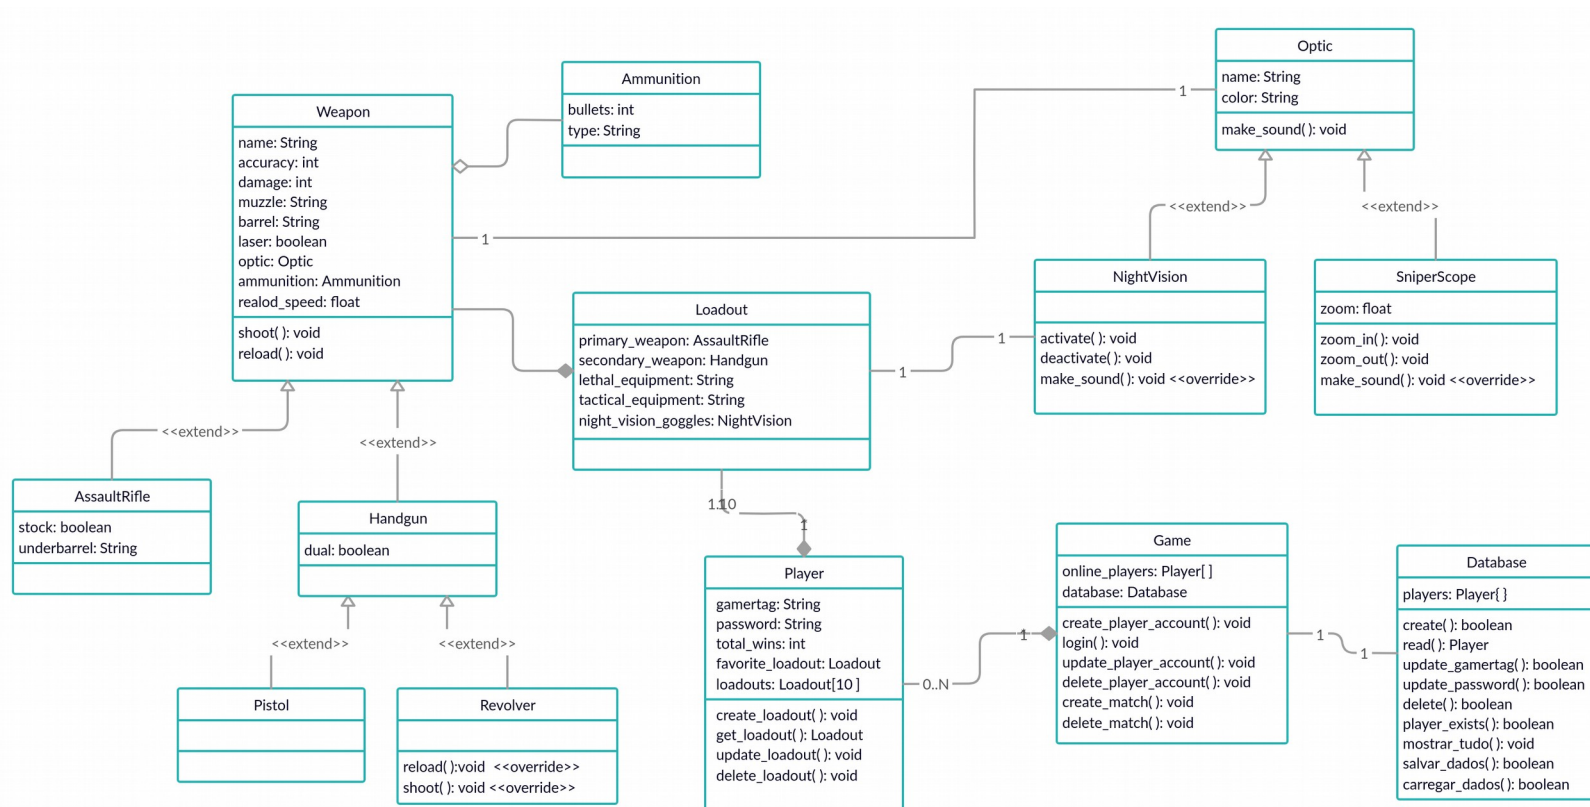 Weapon
name: String
accuracy: int
damage: int
muzzle: String
barrel: String
laser: boolean
optic: Optic
ammunition: Ammunition
realod_speed: float
shoot( ): void
reload( ): void
Ammunition
bullets: int
type: String
1
1
Optic
name: String
color: String
make_sound( ): void
<<extend>>
<<extend>>
NightVision
activate( ): void
deactivate( ): void
make_sound( ): void <<override>>
SniperScope
zoom: float
zoom_in( ): void
zoom_out( ): void
make_sound( ): void <<override>>
Loadout
primary_weapon: AssaultRifle
secondary_weapon: Handgun
lethal_equipment: String
tactical_equipment: String
night_vision_goggles: NightVision
1
1
<<extend>>
<<extend>>
AssaultRifle
stock: boolean
underbarrel: String
Handgun
dual: boolean
<<extend>>
<<extend>>
Pistol
Revolver
reload( ):void <<override>>
shoot( ): void <<override>>
1
Player
gamertag: String
password: String
total_wins: int
favorite_loadout: Loadout
loadouts: Loadout[10 ]
create_loadout( ): void
get_loadout( ): Loadout
update_loadout( ): void
delete_loadout( ): void
0..N
1
Game
online_players: Player[ ]
database: Database
create_player_account( ): void
login( ): void
update_player_account( ): void
delete_player_account( ): void
create_match( ): void
delete_match( ): void
1
1
Database
players: Player{ }
create( ): boolean
read( ): Player
update_gamertag( ): boolean
update_password( ): boolean
delete( ): boolean
player_exists( ): boolean
mostrar_tudo( ): void
salvar_dados( ): boolean
carregar_dados( ): boolean